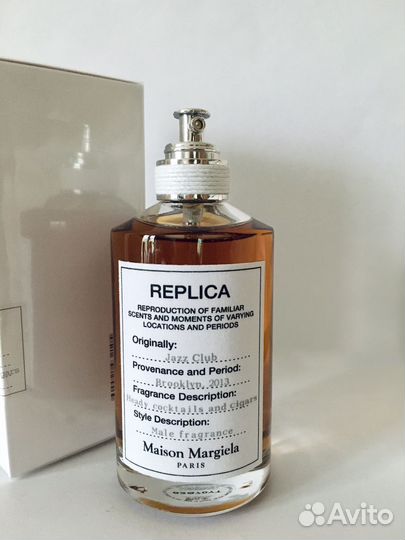 REPLICA
REPRODUCTION OF FAMILIAR
SCENTS AND MOMENTS OF VARYING
LOCATIONS AND PERIODS
Originally:
Jazz Club
Provenance and Period:
Brooklyn, 2013
Fragrance Description:
Heady cocktails and cigars
Style Description:
Male fragrance
Maison Margiela
PARIS
Avito